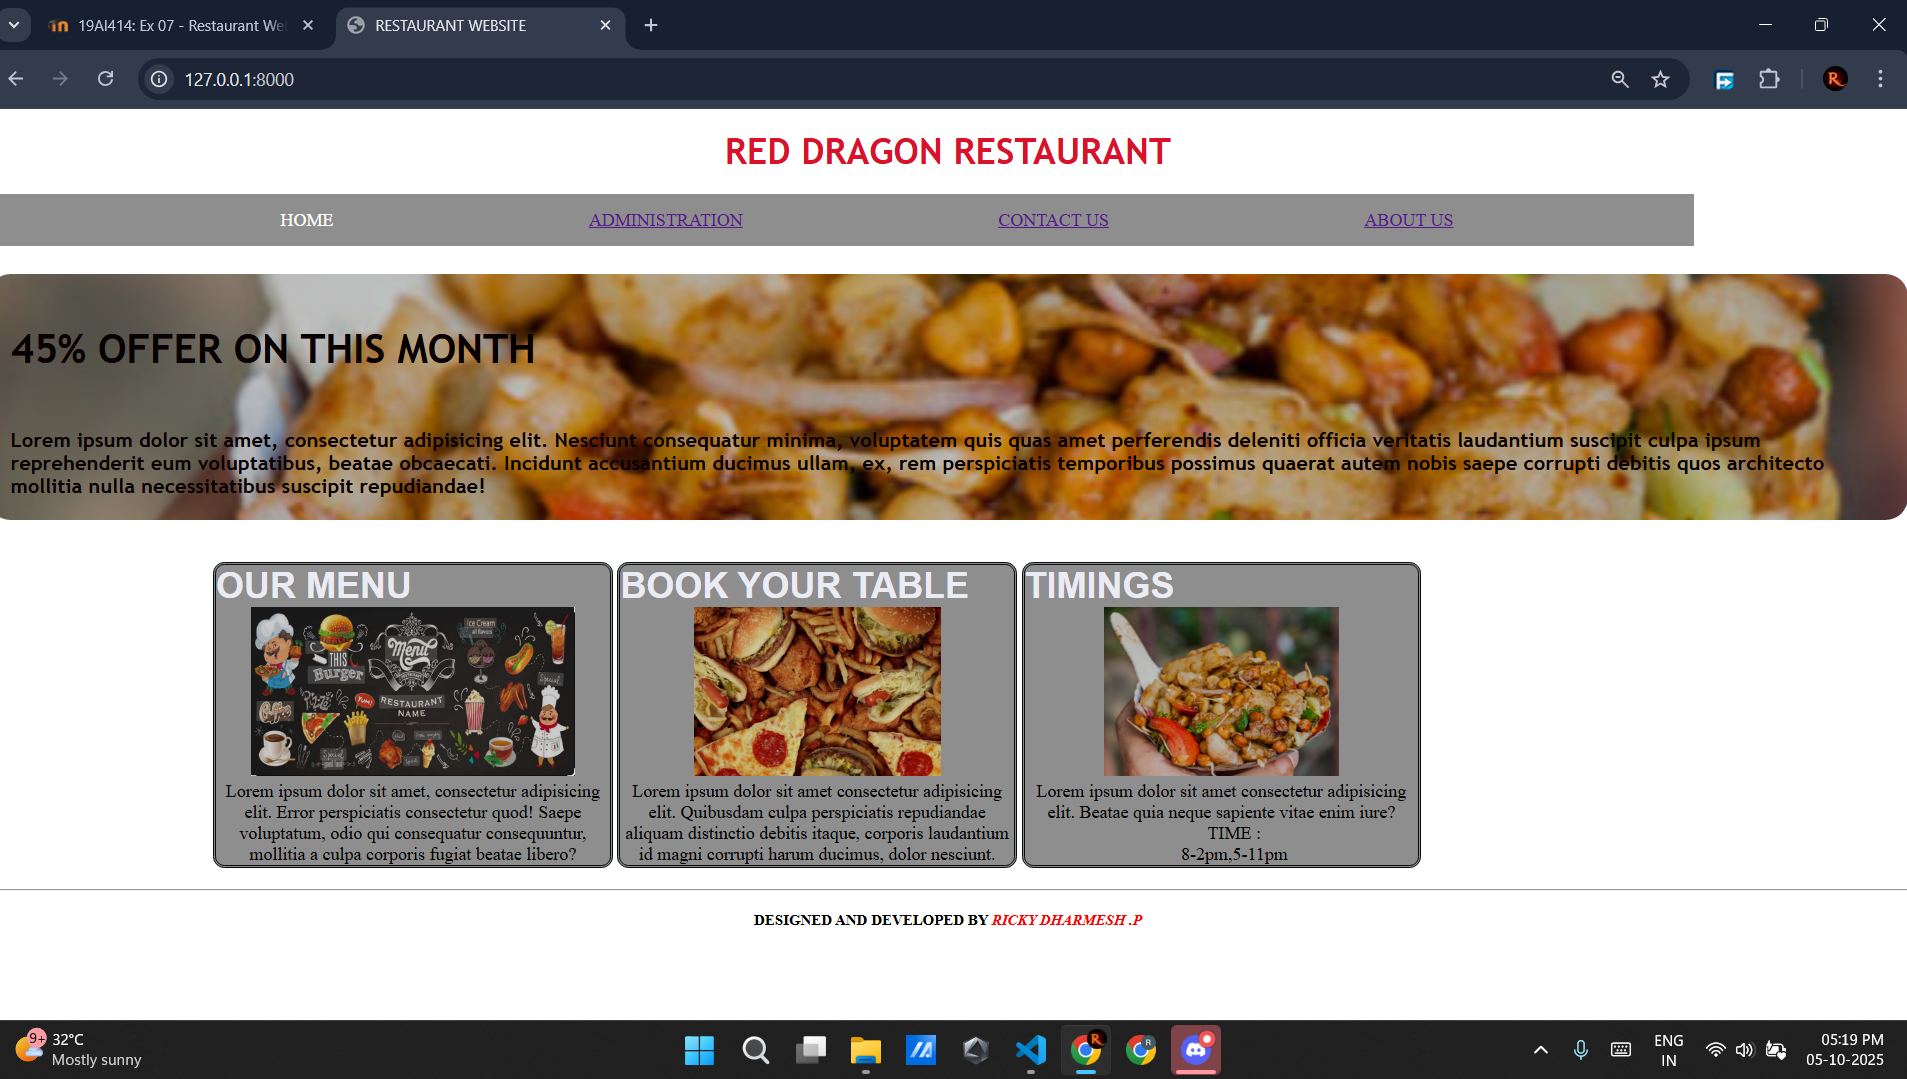 19AI414: Ex 07 - Restaurant We
RESTAURANT WEBSITE
127.0.0.1:8000
R
RED DRAGON RESTAURANT
HOME
ADMINISTRATION
CONTACT US
ABOUT US
45% OFFER ON THIS MONTH
Lorem ipsum dolor sit amet, consectetur adipisicing elit. Nesciunt consequatur minima, voluptatem quis quas amet perferendis deleniti officia veritatis laudantium suscipit culpa ipsum
reprehenderit eum voluptatibus, beatae obcaecati. Incidunt accusantium ducimus ullam, ex, rem perspiciatis temporibus possimus quaerat autem nobis saepe corrupti debitis quos architecto
mollitia nulla necessitatibus suscipit repudiandae!
OUR MENU
Ice Cream
all flavors
Menu
THIS
Burger
Special
Yum!
RESTAURANT
NAME
Coffee
Lorem ipsum dolor sit amet, consectetur adipisicing
elit. Error perspiciatis consectetur quod! Saepe
voluptatum, odio qui consequatur consequuntur,
mollitia a culpa corporis fugiat beatae libero?
BOOK YOUR TABLE
Lorem ipsum dolor sit amet consectetur adipisicing
elit. Quibusdam culpa perspiciatis repudiandae
aliquam distinctio debitis itaque, corporis laudantium
id magni corrupti harum ducimus, dolor nesciunt.
TIMINGS
Lorem ipsum dolor sit amet consectetur adipisicing
elit. Beatae quia neque sapiente vitae enim iure?
TIME :
8-2pm,5-11pm
DESIGNED AND DEVELOPED BY RICKY DHARMESH .P
9+
32°C
Mostly sunny
R
R
ENG
IN
05:19 PM
05-10-2025